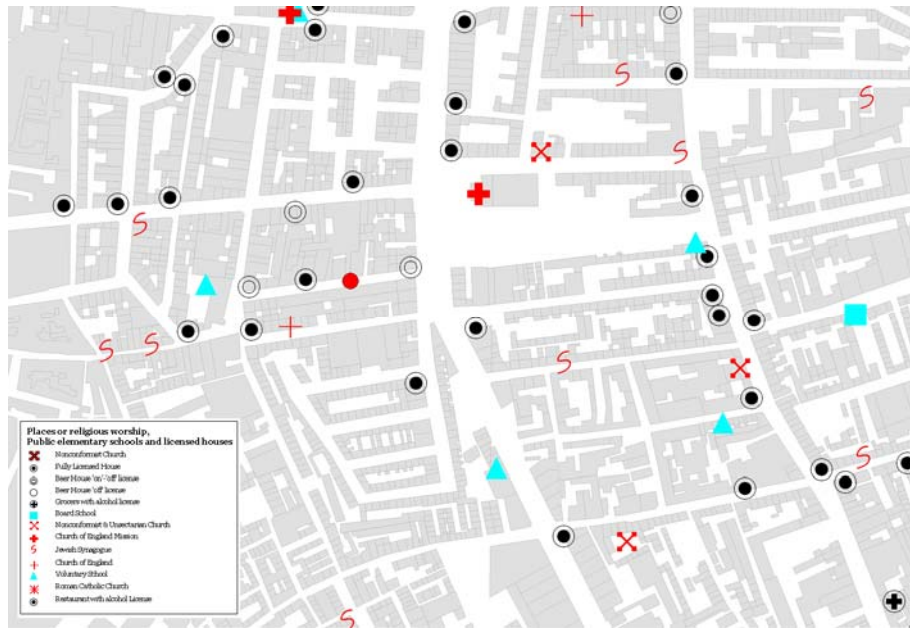 Places or religious worship,
Public elementary schools and licensed houses
Nonconformist Church
Fully Licensed House
Beer House 'on'-'off' license
Beer House 'off' license
Grocers with alcohol license
Board School
Nonconformist & Unsectarian Church
Church of England Mission
Jewish Synagogue
Church of England
Voluntary School
Roman Catholic Church
Restaurant with alcohol License